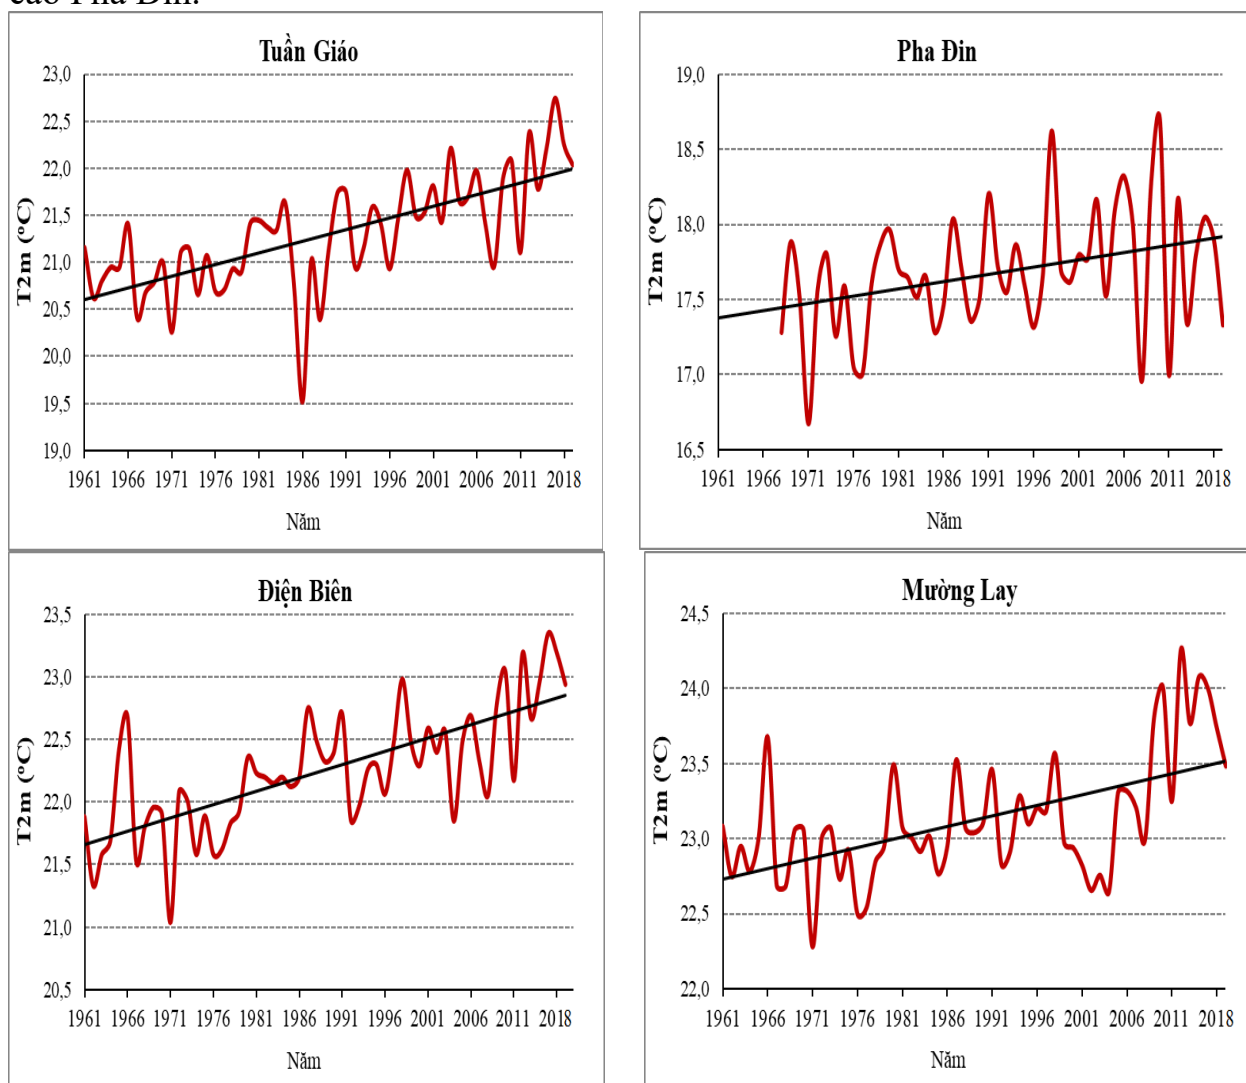 cao Pha Đin.
Tuần Giáo
T2m (°C)
23,0
22,5
22,0
21,5
21,0
20,5
20,0
19,5
19,0
1961 1966 1971 1976 1981 1986 1991 1996 2001 2006 2011 2018
Năm
Pha Đin
T2m (°C)
19,0
18,5
18,0
17,5
17,0
16,5
1961 1966 1971 1976 1981 1986 1991 1996 2001 2006 2011 2018
Năm
Điện Biên
T2m (°C)
23,5
23,0
22,5
22,0
21,5
21,0
20,5
1961 1966 1971 1976 1981 1986 1991 1996 2001 2006 2011 2018
Năm
Mường Lay
T2m (°C)
24,5
24,0
23,5
23,0
22,5
22,0
1961 1966 1971 1976 1981 1986 1991 1996 2001 2006 2011 2018
Năm